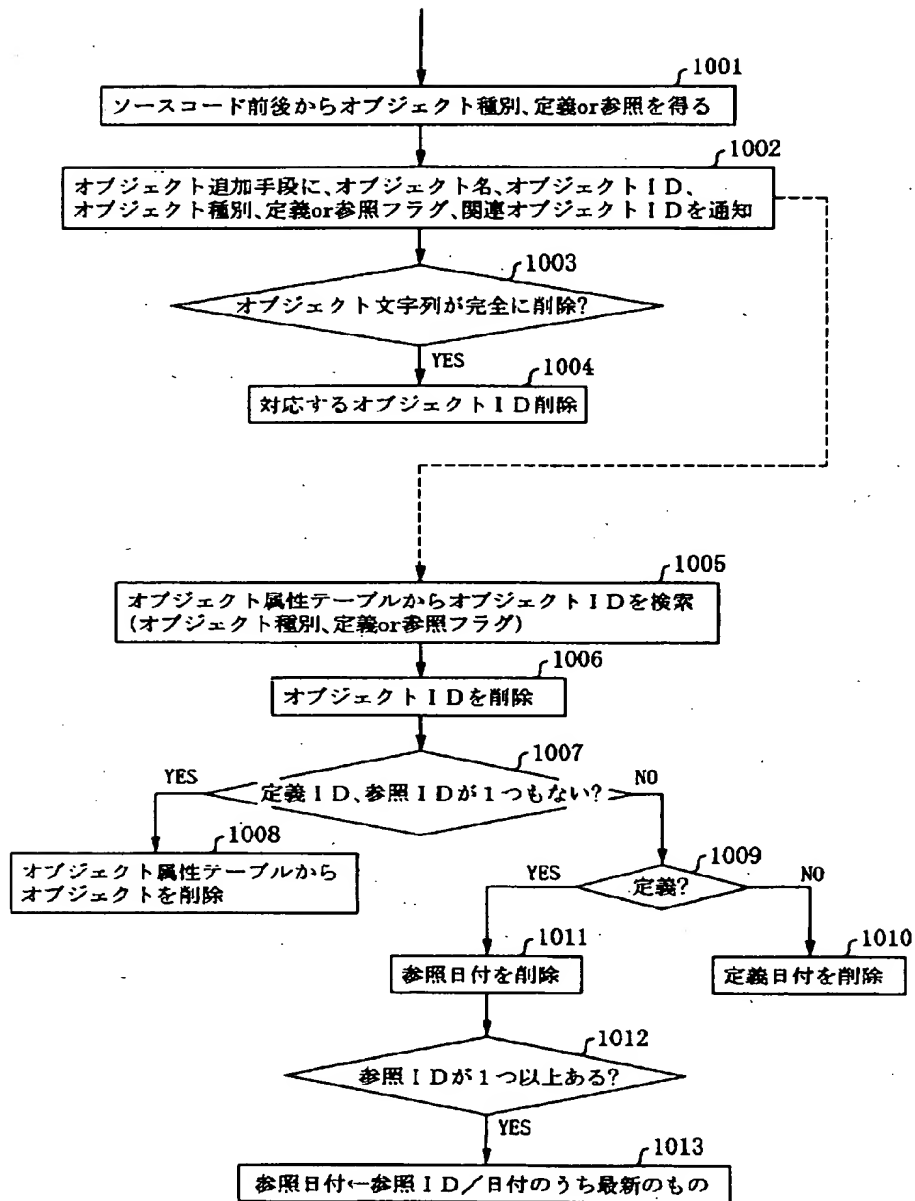 1001
ソースコード前後からオブジェクト種別、定義or参照を得る
1002
オブジェクト追加手段に、オブジェクト名、オブジェクトID、
オブジェクト種別、定義or参照フラグ、関連オブジェクトIDを通知
1003
オブジェクト文字列が完全に削除?
YES
1004
対応するオブジェクトID削除
1005
オブジェクト属性テーブルからオブジェクトIDを検索
(オブジェクト種別、定義or参照フラグ)
1006
オブジェクトIDを削除
1007
YES
定義ID、参照IDが1つもない?
NO
1008
オブジェクト属性テーブルから
オブジェクトを削除
1009
YES
定義?
NO
1011
参照日付を削除
1010
定義日付を削除
1012
参照IDが1つ以上ある?
YES
1013
参照日付←参照ID/日付のうち最新のもの